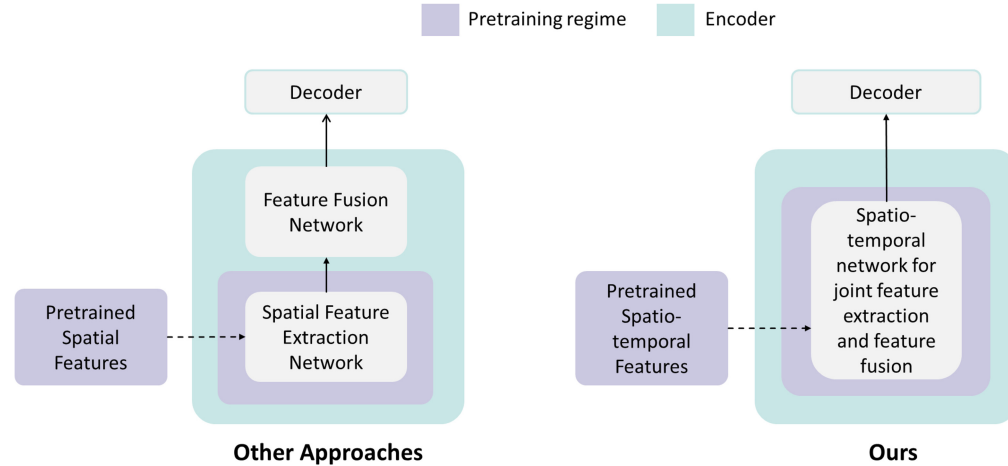 Pretraining regime
Encoder
Decoder
Feature Fusion
Network
Spatial Feature
Extraction
Network
Pretrained
Spatial
Features
Other Approaches
Decoder
Spatio-
temporal
network for
joint feature
extraction
and feature
fusion
Pretrained
Spatio-
temporal
Features
Ours